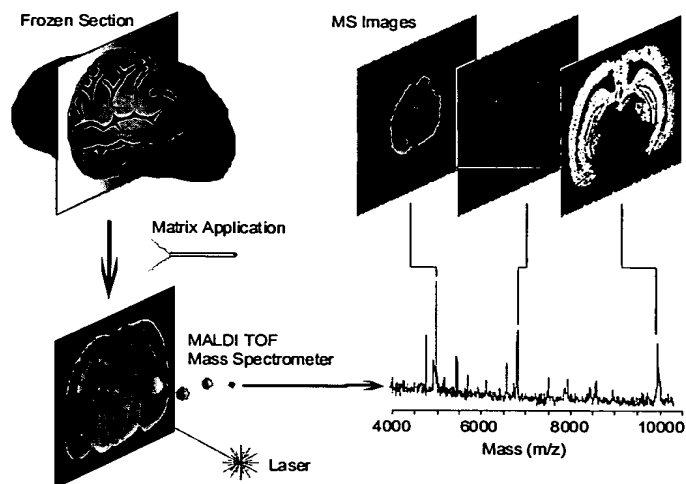 Frozen Section
MS Images
Matrix Application
MALDI TOF
Mass Spectrometer
Laser
4000 6000 8000 10000
Mass (m/z)